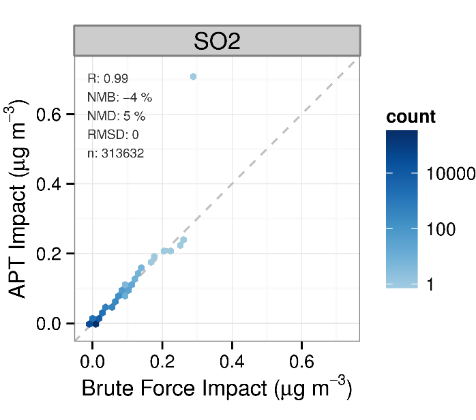 SO2
R: 0.99
NMB: −4 %
NMD: 5 %
RMSD: 0
n: 313632
APT Impact (μg m⁻³)
0.6
0.4
0.2
0.0
0.0 0.2 0.4 0.6
Brute Force Impact (μg m⁻³)
count
10000
100
1